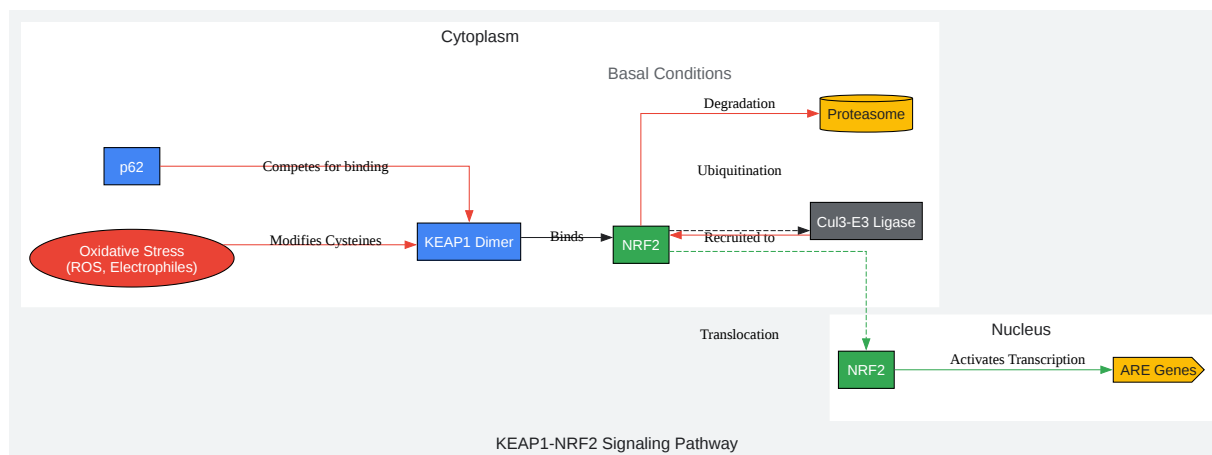 Cytoplasm
Basal Conditions
Degradation
Proteasome
p62
Competes for binding
Ubiquitination
Cul3-E3 Ligase
Oxidative Stress
(ROS, Electrophiles)
Modifies Cysteines
KEAP1 Dimer
Binds
NRF2
Recruited to
Translocation
Nucleus
NRF2
Activates Transcription
ARE Genes
KEAP1-NRF2 Signaling Pathway